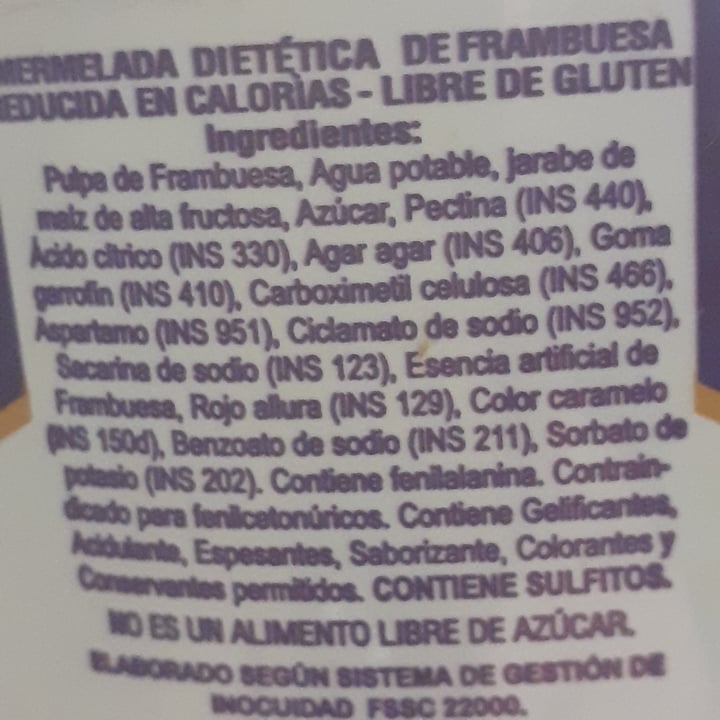 MERMELADA DIETÉTICA DE FRAMBUESA
REDUCIDA EN CALORÍAS - LIBRE DE GLUTEN
Ingredientes:
Pulpa de Frambuesa, Agua potable, jarabe de
maíz de alta fructosa, Azúcar, Pectina (INS 440),
Ácido cítrico (INS 330), Agar agar (INS 406), Goma
garrofín (INS 410), Carboximetil celulosa (INS 466),
Aspartamo (INS 951), Ciclamato de sodio (INS 952),
Sacarina de sodio (INS 123), Esencia artificial de
Frambuesa, Rojo allura (INS 129), Color caramelo
(INS 150d), Benzoato de sodio (INS 211), Sorbato de
potasio (INS 202). Contiene fenilalanina. Contrain-
dicado para fenilcetonúricos. Contiene Gelificantes,
Acidulante, Espesantes, Saborizante, Colorantes y
Conservantes permitidos. CONTIENE SULFITOS.
NO ES UN ALIMENTO LIBRE DE AZÚCAR.
ELABORADO SEGÚN SISTEMA DE GESTIÓN DE
INOCUIDAD FSSC 22000.